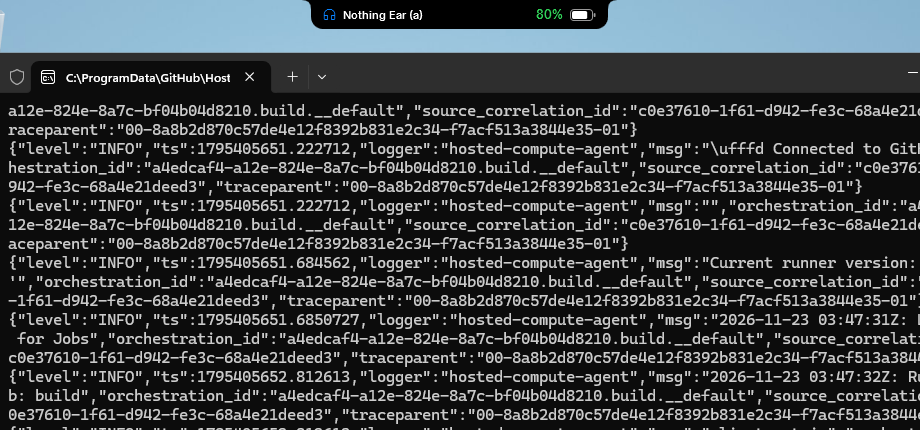 Nothing Ear (a) 80%
C:\ProgramData\GitHub\Host
a12e-824e-8a7c-bf04b04d8210.build.__default","source_correlation_id":"c0e37610-1f61-d942-fe3c-68a4e21d
raceparent":"00-8a8b2d870c57de4e12f8392b831e2c34-f7acf513a3844e35-01"}
{"level":"INFO","ts":1795405651.222712,"logger":"hosted-compute-agent","msg":"\ufffd Connected to GitH
hestration_id":"a4edcaf4-a12e-824e-8a7c-bf04b04d8210.build.__default","source_correlation_id":"c0e376
942-fe3c-68a4e21deed3","traceparent":"00-8a8b2d870c57de4e12f8392b831e2c34-f7acf513a3844e35-01"}
{"level":"INFO","ts":1795405651.222712,"logger":"hosted-compute-agent","msg":"","orchestration_id":"a4
12e-824e-8a7c-bf04b04d8210.build.__default","source_correlation_id":"c0e37610-1f61-d942-fe3c-68a4e21de
aceparent":"00-8a8b2d870c57de4e12f8392b831e2c34-f7acf513a3844e35-01"}
{"level":"INFO","ts":1795405651.684562,"logger":"hosted-compute-agent","msg":"Current runner version:
'","orchestration_id":"a4edcaf4-a12e-824e-8a7c-bf04b04d8210.build.__default","source_correlation_id":
-1f61-d942-fe3c-68a4e21deed3","traceparent":"00-8a8b2d870c57de4e12f8392b831e2c34-f7acf513a3844e35-01"
{"level":"INFO","ts":1795405651.6850727,"logger":"hosted-compute-agent","msg":"2026-11-23 03:47:31Z:
for Jobs","orchestration_id":"a4edcaf4-a12e-824e-8a7c-bf04b04d8210.build.__default","source_correlati
c0e37610-1f61-d942-fe3c-68a4e21deed3","traceparent":"00-8a8b2d870c57de4e12f8392b831e2c34-f7acf513a3844
{"level":"INFO","ts":1795405652.812613,"logger":"hosted-compute-agent","msg":"2026-11-23 03:47:32Z: Ru
b: build","orchestration_id":"a4edcaf4-a12e-824e-8a7c-bf04b04d8210.build.__default","source_correlatio
0e37610-1f61-d942-fe3c-68a4e21deed3","traceparent":"00-8a8b2d870c57de4e12f8392b831e2c34-f7acf513a3844e